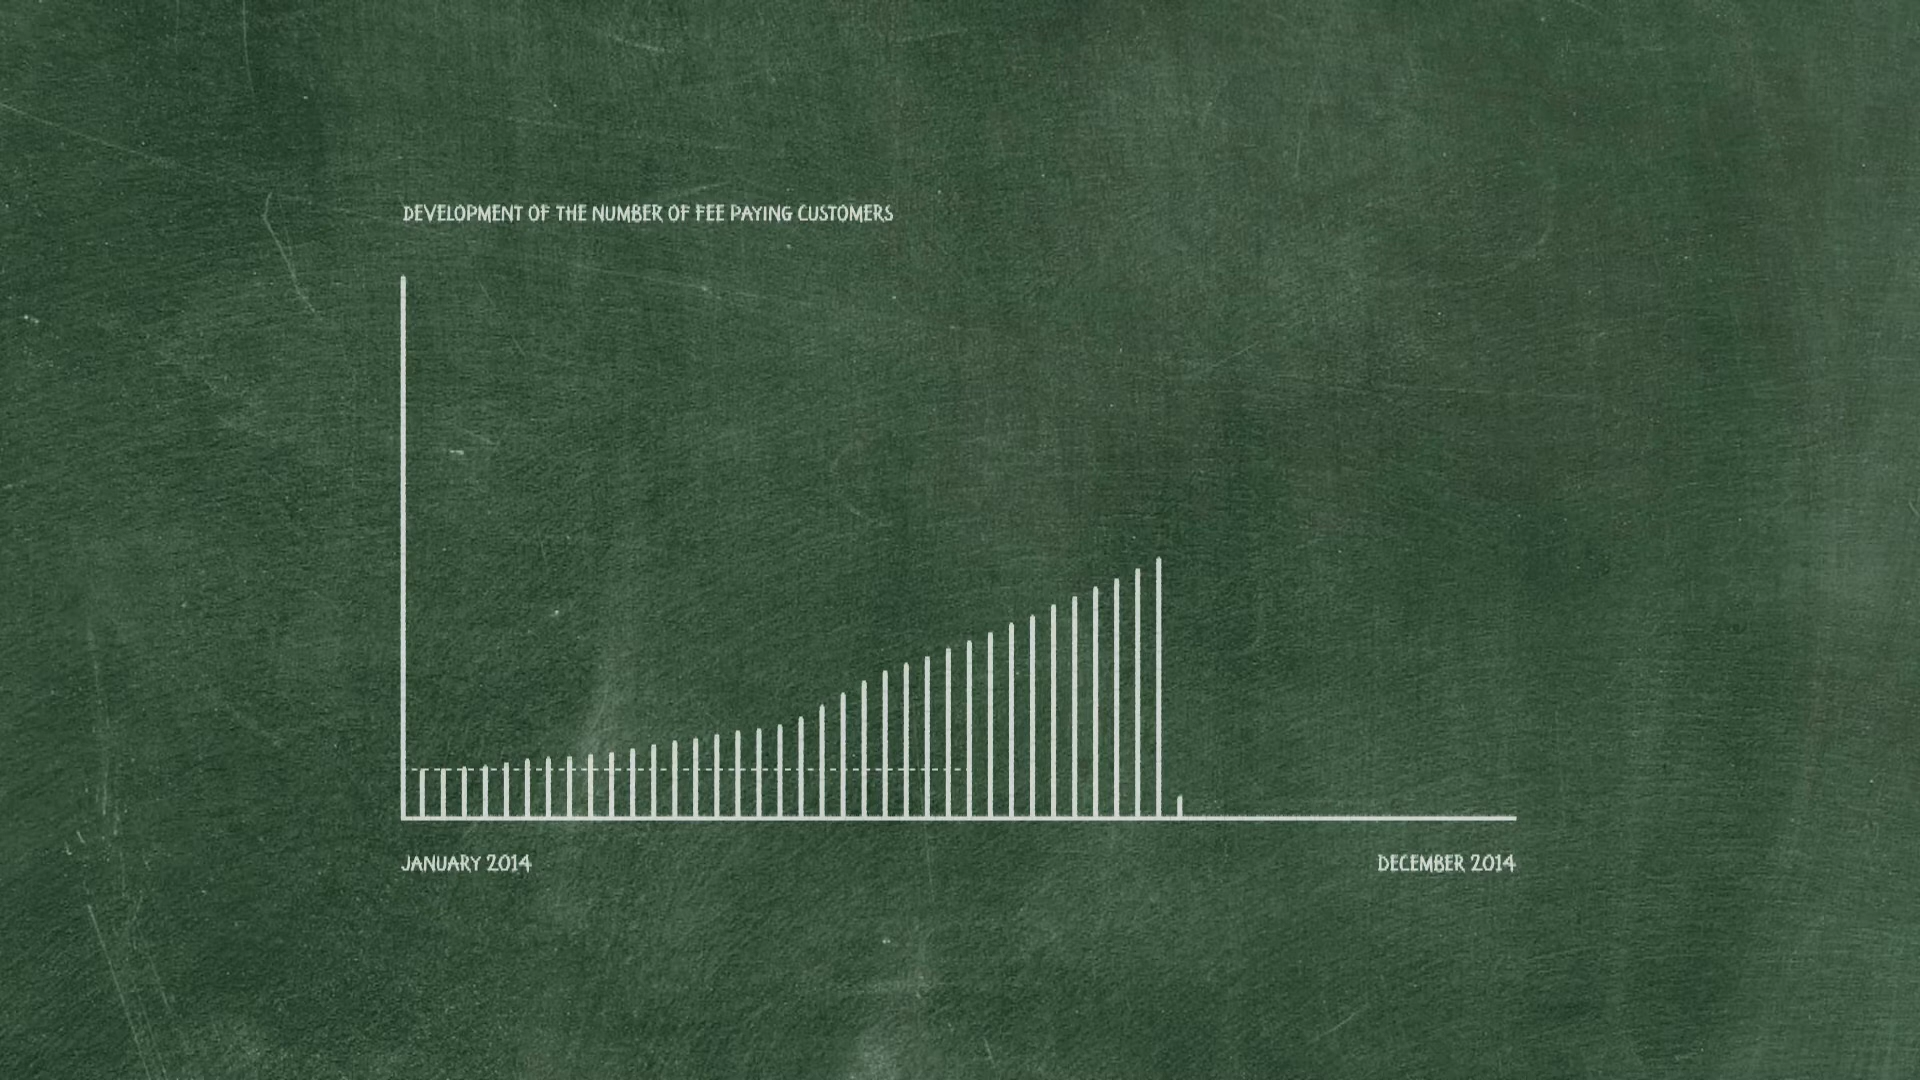 DEVELOPMENT OF THE NUMBER OF FEE PAYING CUSTOMERS
JANUARY 2014
DECEMBER 2014